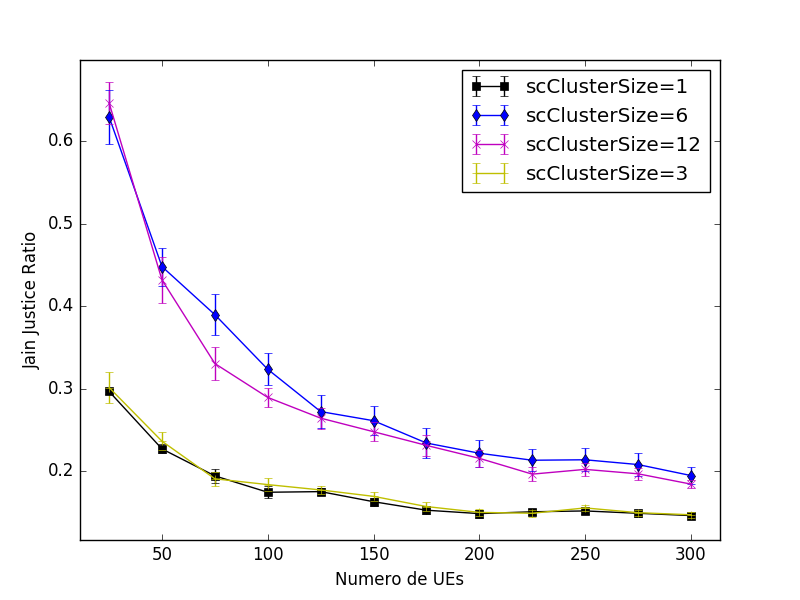 scClusterSize=1
scClusterSize=6
scClusterSize=12
scClusterSize=3
0.6
0.5
0.4
0.3
0.2
Jain Justice Ratio
50 100 150 200 250 300
Numero de UEs